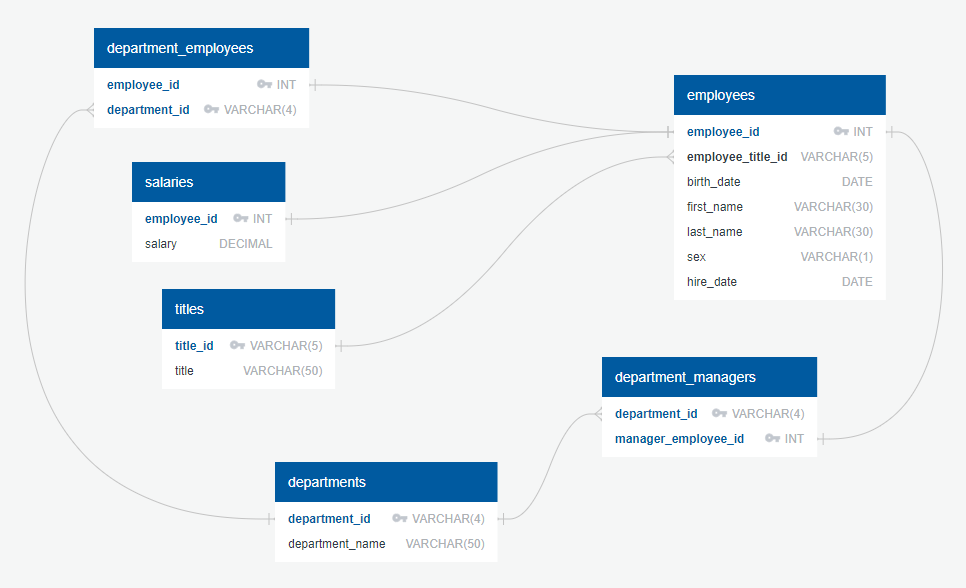 department_employees
employee_id INT
department_id VARCHAR(4)
salaries
employee_id INT
salary DECIMAL
titles
title_id VARCHAR(5)
title VARCHAR(50)
departments
department_id VARCHAR(4)
department_name VARCHAR(50)
employees
employee_id INT
employee_title_id VARCHAR(5)
birth_date DATE
first_name VARCHAR(30)
last_name VARCHAR(30)
sex VARCHAR(1)
hire_date DATE
department_managers
department_id VARCHAR(4)
manager_employee_id INT